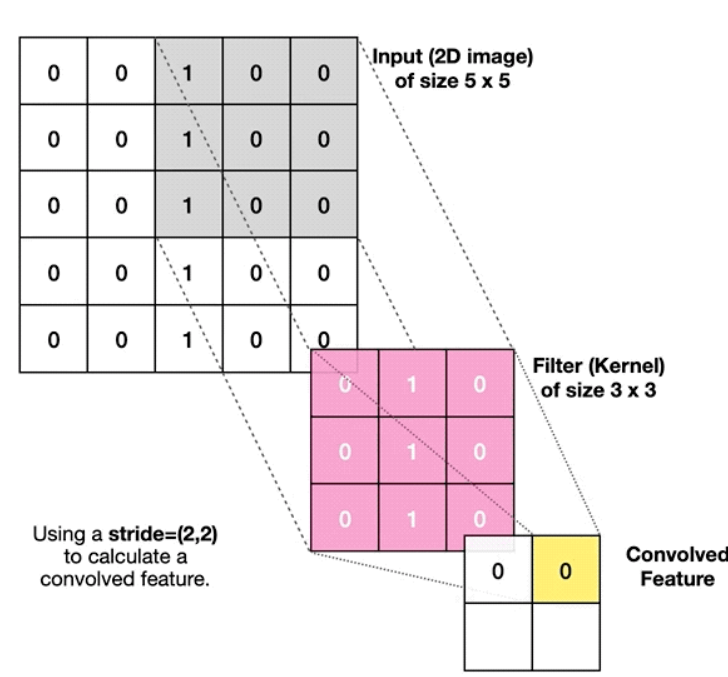 0 0 1 0 0
0 0 1 0 0
0 0 1 0 0
0 0 1 0 0
0 0 1 0 0
Input (2D image)
of size 5 x 5
0 1 0
0 1 0
0 1 0
Filter (Kernel)
of size 3 x 3
Using a stride=(2,2)
to calculate a
convolved feature.
0 0
Convolved
Feature